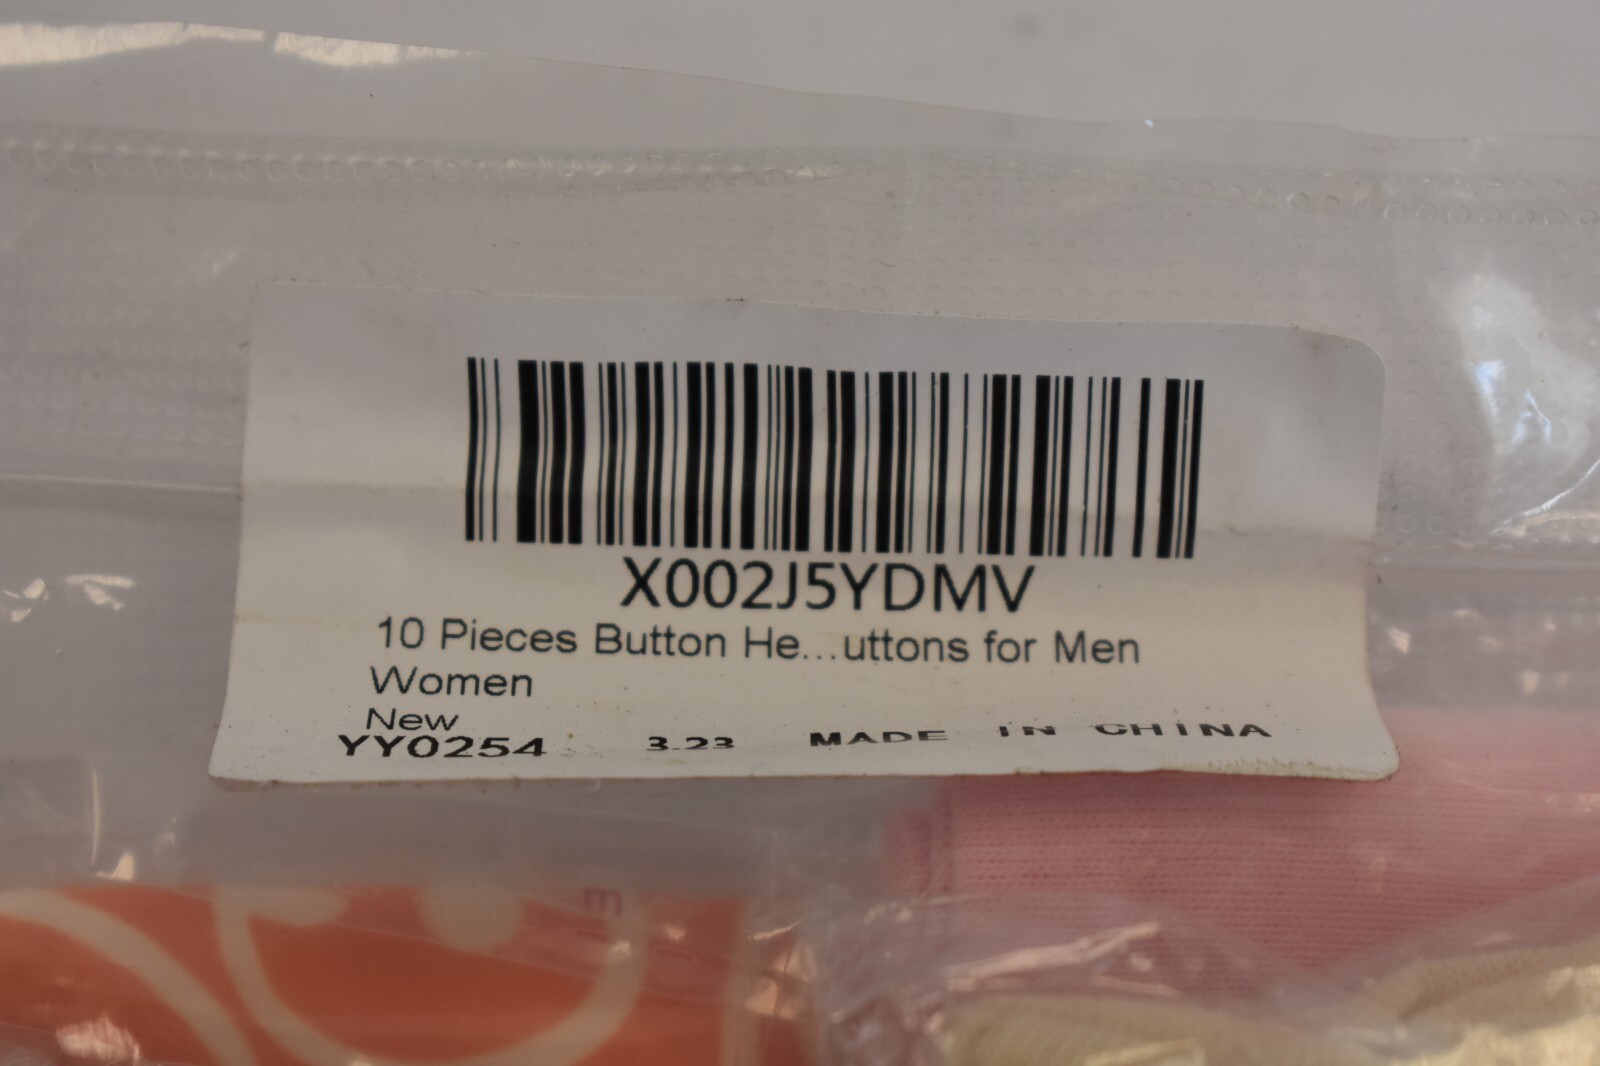 X002J5YDMV
10 Pieces Button He...uttons for Men
Women
New
YY0254 3.23 MADE IN CHINA